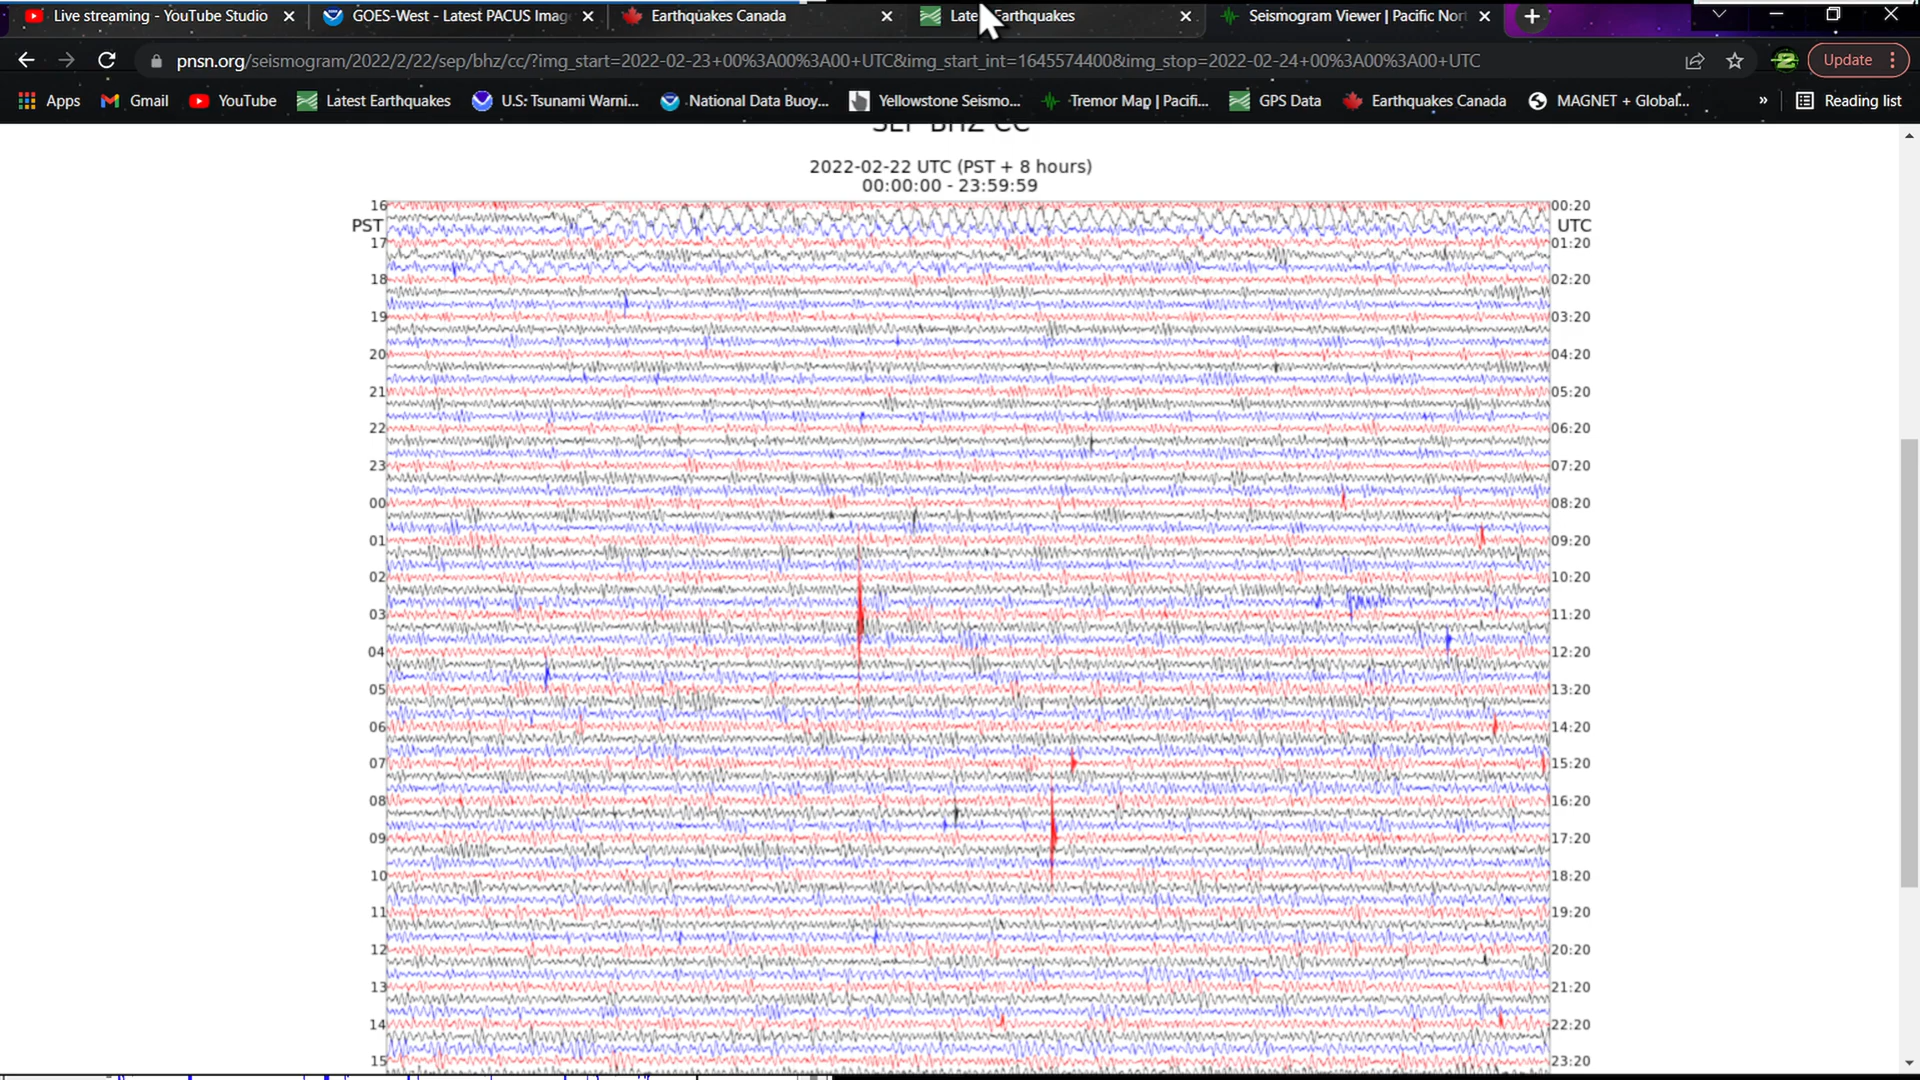 Live streaming - YouTube Studio
GOES-West - Latest PACUS Imag
Earthquakes Canada
Late Earthquakes
Seismogram Viewer | Pacific Nor
pnsn.org/seismogram/2022/2/22/sep/bhz/cc/?img_start=2022-02-23+00%3A00%3A00+UTC&img_start_int=1645574400&img_stop=2022-02-24+00%3A00%3A00+UTC
Update
Apps
Gmail
YouTube
Latest Earthquakes
U.S. Tsunami Warni...
National Data Buoy...
Yellowstone Seismo...
Tremor Map | Pacifi...
GPS Data
Earthquakes Canada
MAGNET + Global...
»
Reading list
SEP BHZ CC
2022-02-22 UTC (PST + 8 hours)
00:00:00 - 23:59:59
16 00:20
PST UTC
17 01:20
18 02:20
19 03:20
20 04:20
21 05:20
22 06:20
23 07:20
00 08:20
01 09:20
02 10:20
03 11:20
04 12:20
05 13:20
06 14:20
07 15:20
08 16:20
09 17:20
10 18:20
11 19:20
12 20:20
13 21:20
14 22:20
15 23:20